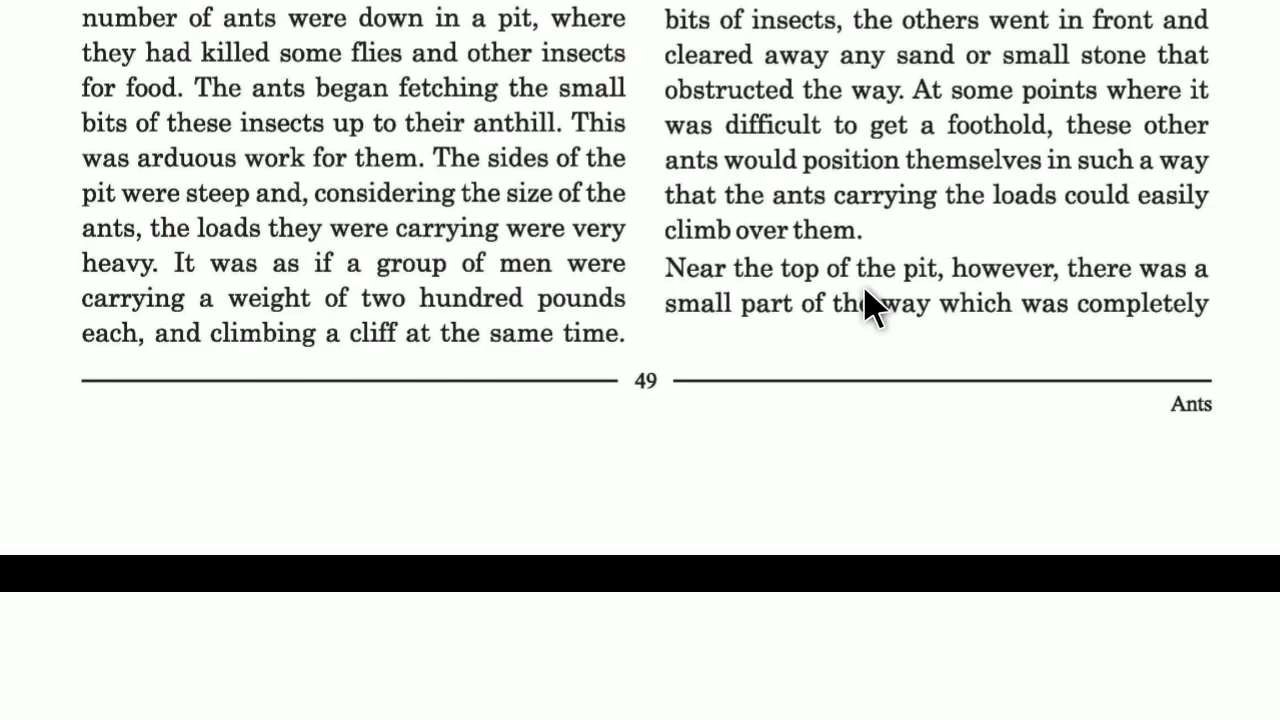 number of ants were down in a pit, where
they had killed some flies and other insects
for food. The ants began fetching the small
bits of these insects up to their anthill. This
was arduous work for them. The sides of the
pit were steep and, considering the size of the
ants, the loads they were carrying were very
heavy. It was as if a group of men were
carrying a weight of two hundred pounds
each, and climbing a cliff at the same time.
bits of insects, the others went in front and
cleared away any sand or small stone that
obstructed the way. At some points where it
was difficult to get a foothold, these other
ants would position themselves in such a way
that the ants carrying the loads could easily
climb over them.
Near the top of the pit, however, there was a
small part of the way which was completely
49
Ants